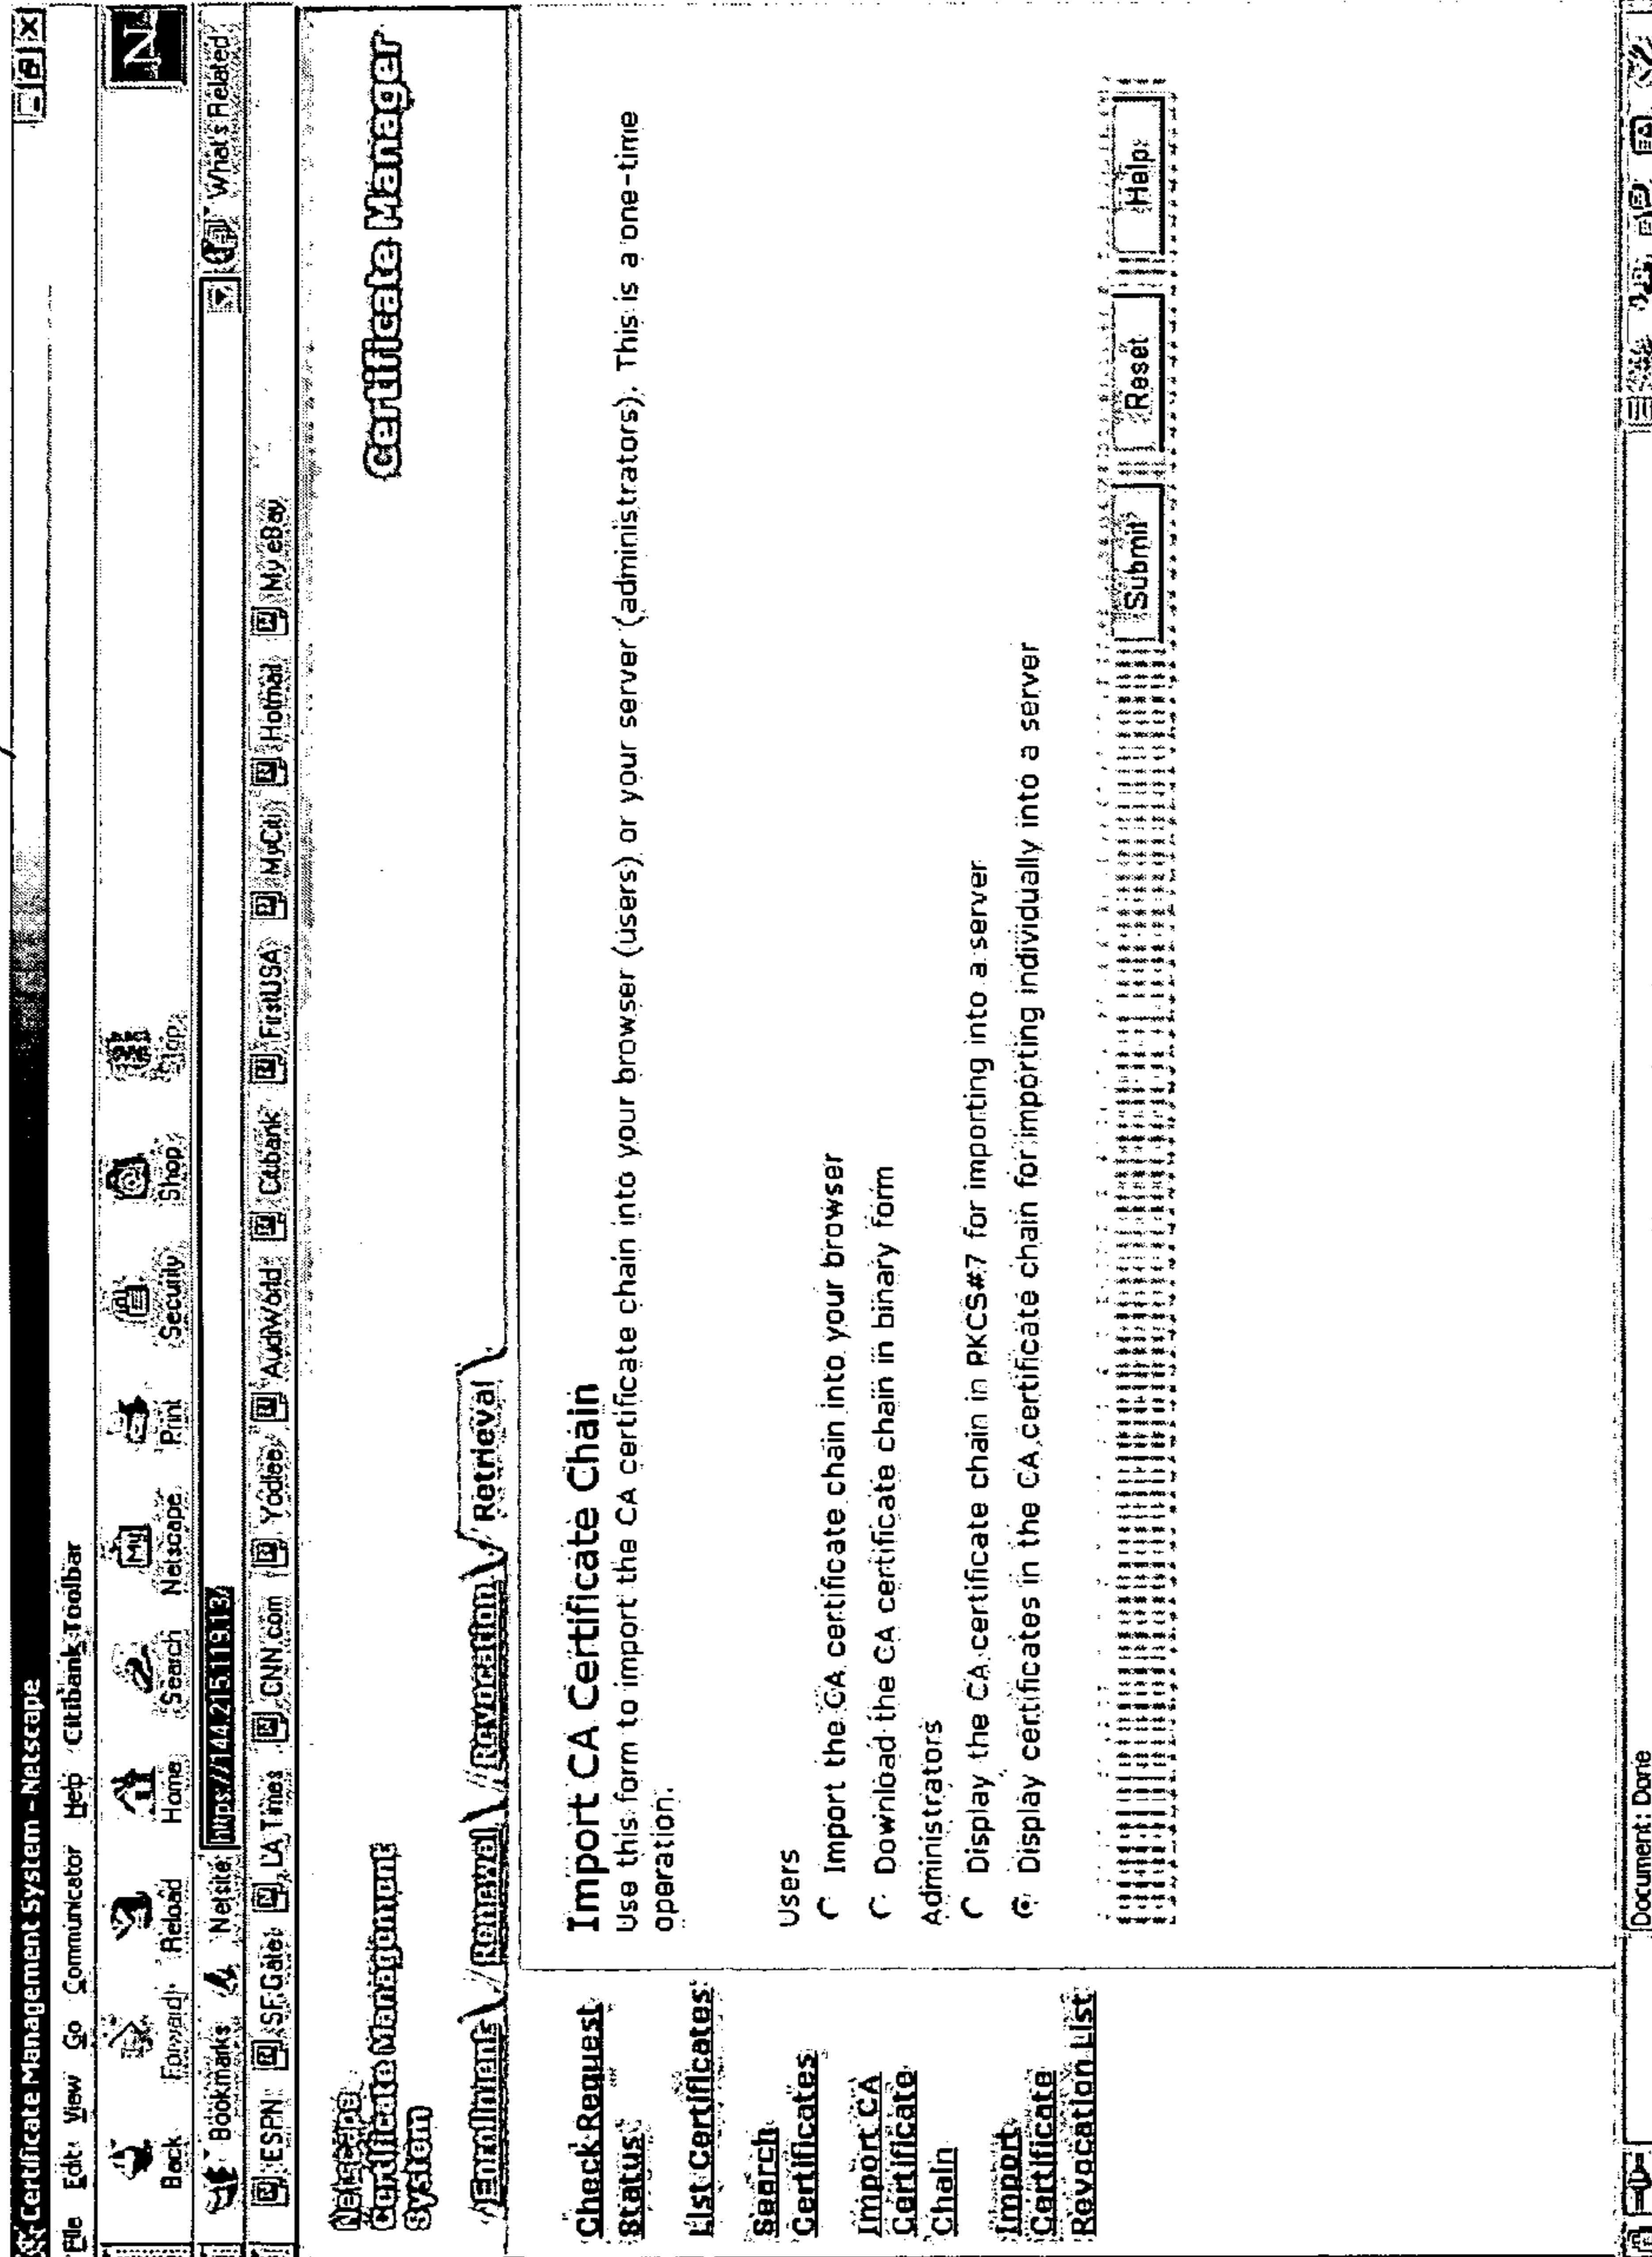 Certificate Management System - Netscape
File Edit View Go Communicator Help Citibank Toolbar
Back Forward Reload Home Search Netscape Print Security Shop Stop
Bookmarks Netsite: https://144.215.119.13/ What's Related
ESPN SF Gate LA Times CNN.com Yodlee AudiWorld Citibank FirstUSA MyCiti Hotmail My eBay
Netscape
Certificate Management
System
Certificate Manager
Enrollment Renewal Revocation Retrieval
Check Request
Status
List Certificates
Search
Certificates
Import CA
Certificate
Chain
Import
Certificate
Revocation List
Import CA Certificate Chain
Use this form to import the CA certificate chain into your browser (users) or your server (administrators). This is a one-time
operation.
Users
Import the CA certificate chain into your browser
Download the CA certificate chain in binary form
Administrators
Display the CA certificate chain in PKCS#7 for importing into a server
Display certificates in the CA certificate chain for importing individually into a server
Submit Reset Help
Document: Done